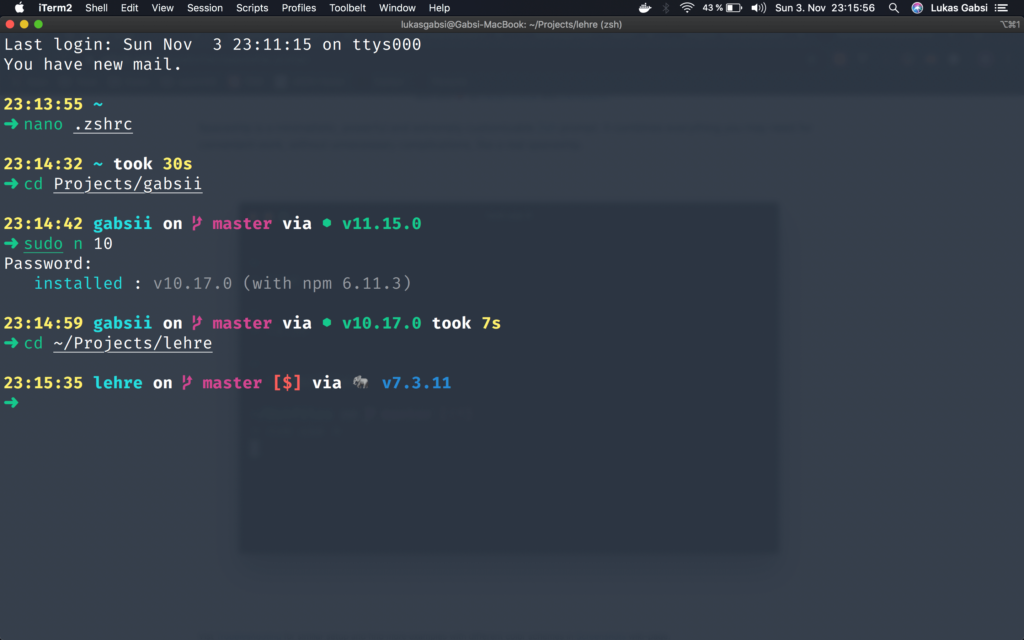 iTerm2 Shell Edit View Session Scripts Profiles Toolbelt Window Help 43 % Sun 3. Nov 23:15:56 Lukas Gabsi
lukasgabsi@Gabsi-MacBook: ~/Projects/lehre (zsh) ⌥⌘1
Last login: Sun Nov  3 23:11:15 on ttys000
You have new mail.
23:13:55 ~
➜ nano .zshrc
23:14:32 ~ took 30s
➜ cd Projects/gabsii
23:14:42 gabsii on master via ⬢ v11.15.0
➜ sudo n 10
Password:
installed : v10.17.0 (with npm 6.11.3)
23:14:59 gabsii on master via ⬢ v10.17.0 took 7s
➜ cd ~/Projects/lehre
23:15:35 lehre on master [$] via 🐘 v7.3.11
➜